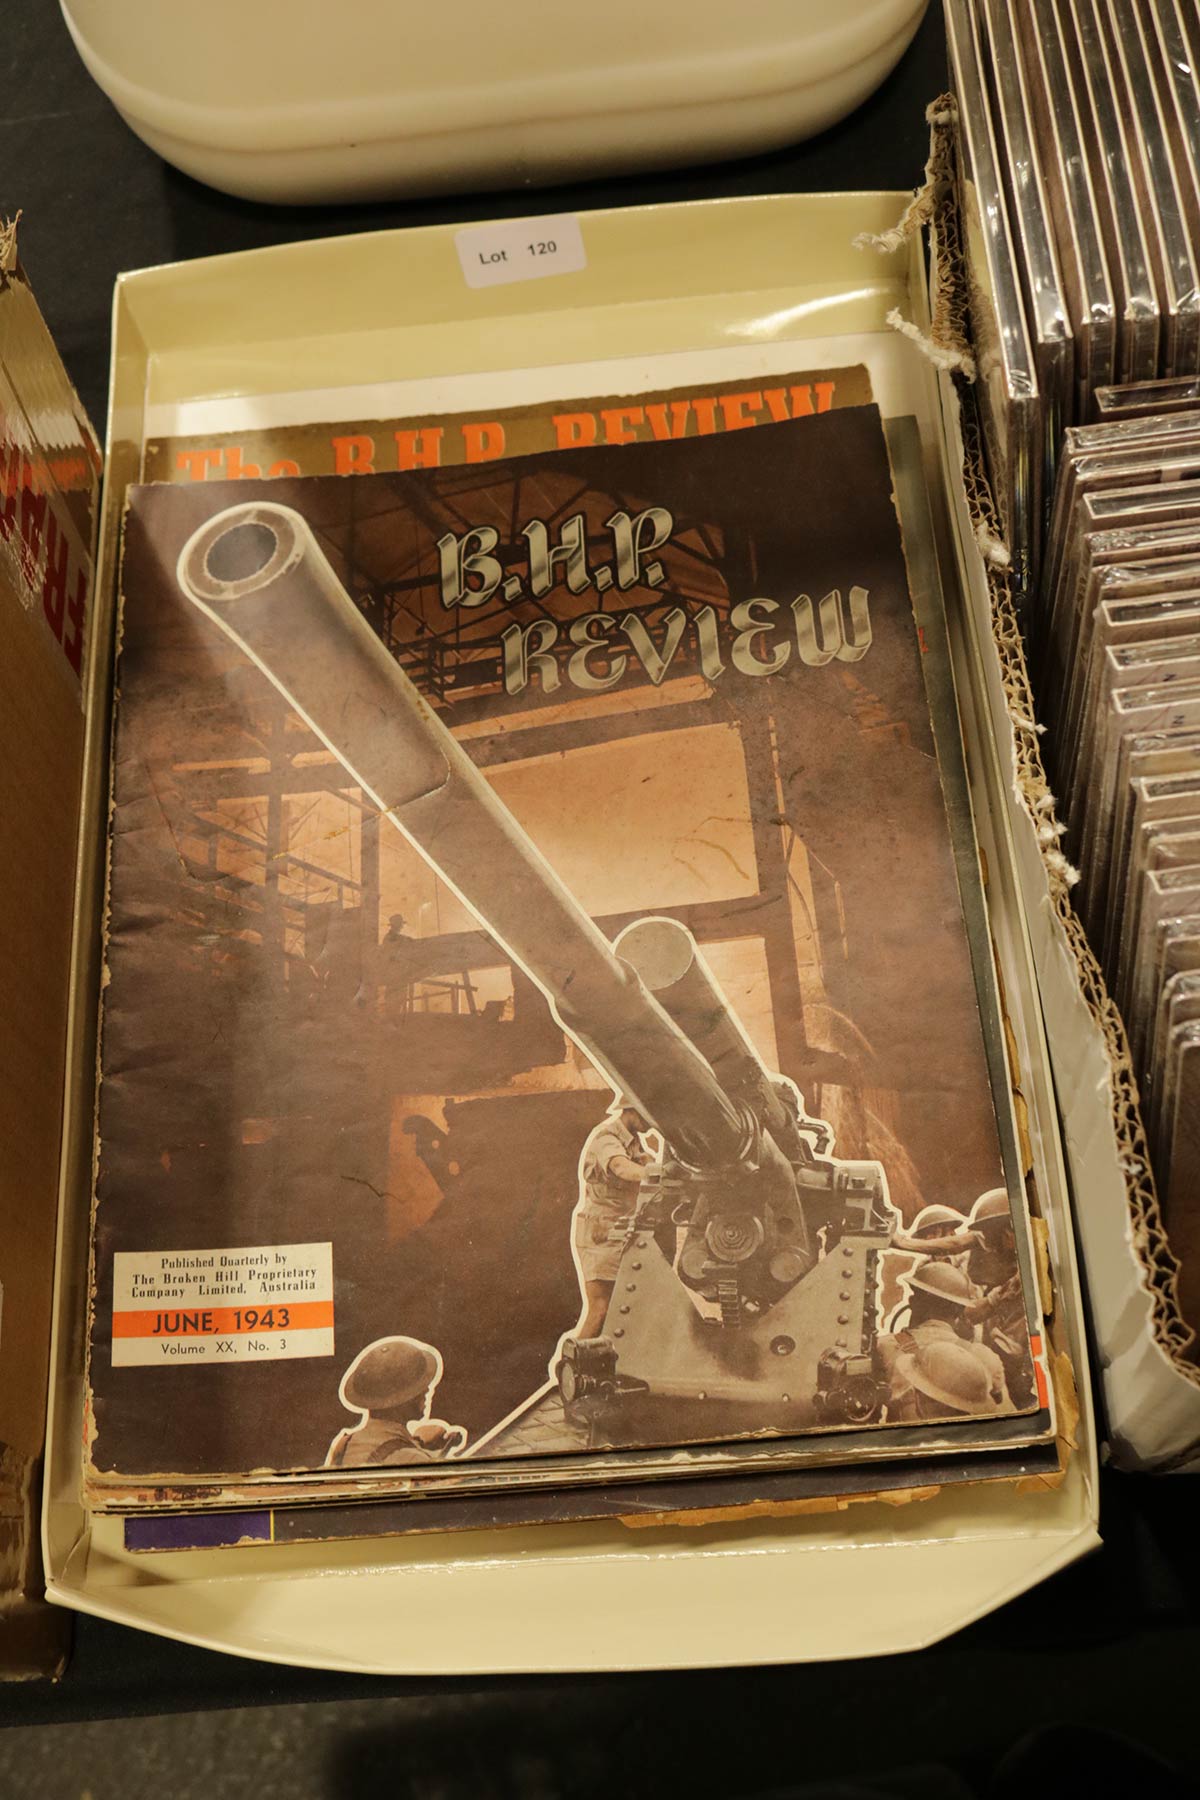 Lot 120
The B.H.P. REVIEW
B.H.P.
REVIEW
Published Quarterly by
The Broken Hill Proprietary
Company Limited, Australia
JUNE, 1943
Volume XX, No. 3